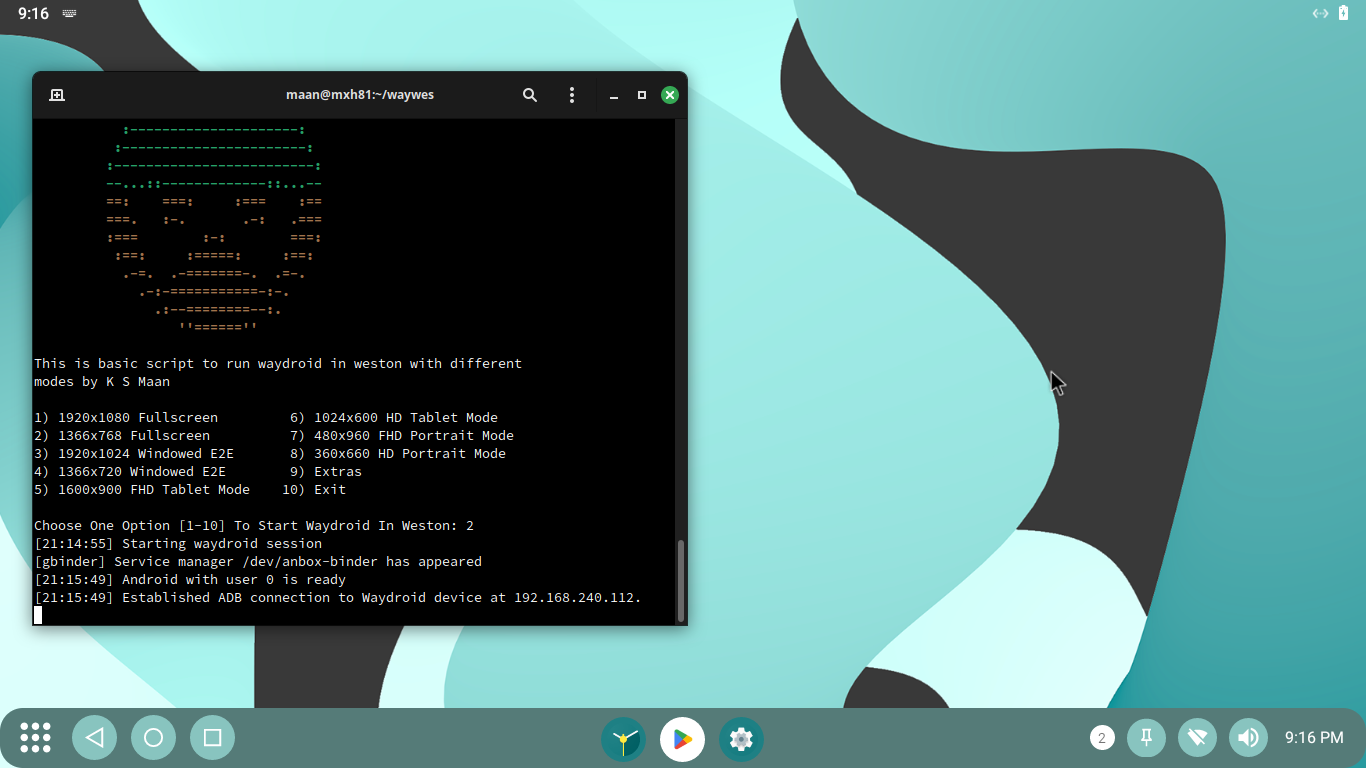 9:16
maan@mxh81:~/waywes
:---------------------:
:-----------------------:
:-------------------------:
--...::-------------::...--
==:    ===:     :===    :==
===.   :-.       .-:   .===
:===        :-:        ===:
:==:     :=====:     :==:
.-=.  .-=======-.  .=-.
.-:-===========-:-.
.:--========--:.
''======''
This is basic script to run waydroid in weston with different
modes by K S Maan
1) 1920x1080 Fullscreen         6) 1024x600 HD Tablet Mode
2) 1366x768 Fullscreen          7) 480x960 FHD Portrait Mode
3) 1920x1024 Windowed E2E       8) 360x660 HD Portrait Mode
4) 1366x720 Windowed E2E        9) Extras
5) 1600x900 FHD Tablet Mode    10) Exit
Choose One Option [1-10] To Start Waydroid In Weston: 2
[21:14:55] Starting waydroid session
[gbinder] Service manager /dev/anbox-binder has appeared
[21:15:49] Android with user 0 is ready
[21:15:49] Established ADB connection to Waydroid device at 192.168.240.112.
2
9:16 PM